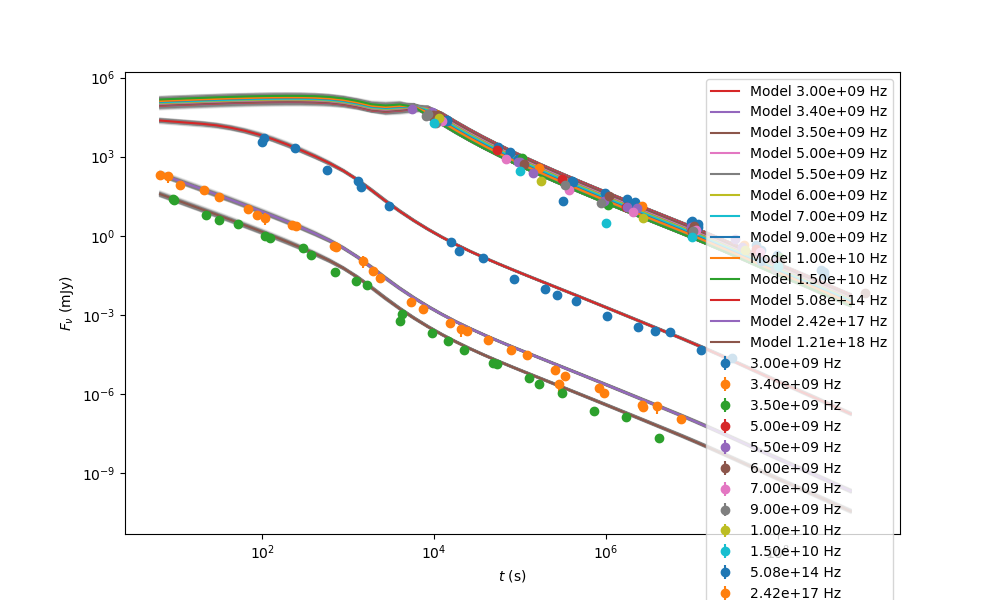 10^6
10^3
10^0
10^−3
10^−6
10^−9
F_ν (mJy)
10^2
10^4
10^6
t (s)
Model 3.00e+09 Hz
Model 3.40e+09 Hz
Model 3.50e+09 Hz
Model 5.00e+09 Hz
Model 5.50e+09 Hz
Model 6.00e+09 Hz
Model 7.00e+09 Hz
Model 9.00e+09 Hz
Model 1.00e+10 Hz
Model 1.50e+10 Hz
Model 5.08e+14 Hz
Model 2.42e+17 Hz
Model 1.21e+18 Hz
3.00e+09 Hz
3.40e+09 Hz
3.50e+09 Hz
5.00e+09 Hz
5.50e+09 Hz
6.00e+09 Hz
7.00e+09 Hz
9.00e+09 Hz
1.00e+10 Hz
1.50e+10 Hz
5.08e+14 Hz
2.42e+17 Hz